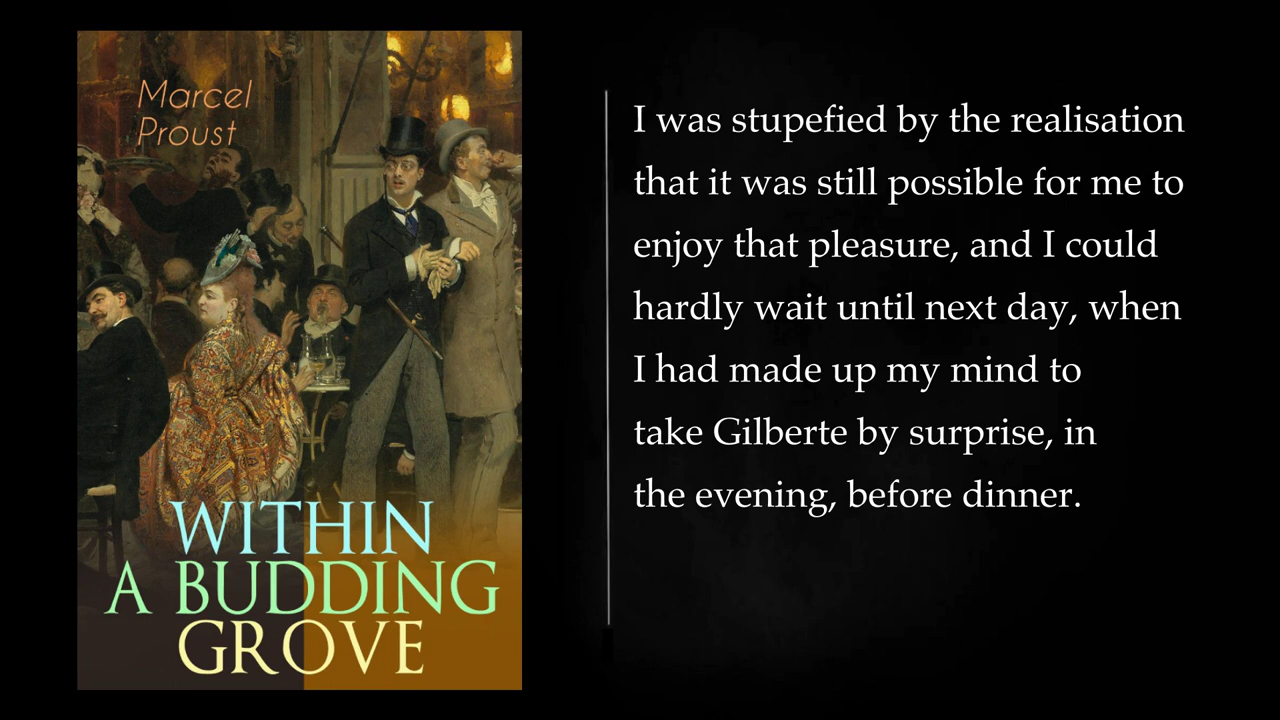 Marcel
Proust
WITHIN
A BUDDING
GROVE
I was stupefied by the realisation
that it was still possible for me to
enjoy that pleasure, and I could
hardly wait until next day, when
I had made up my mind to
take Gilberte by surprise, in
the evening, before dinner.